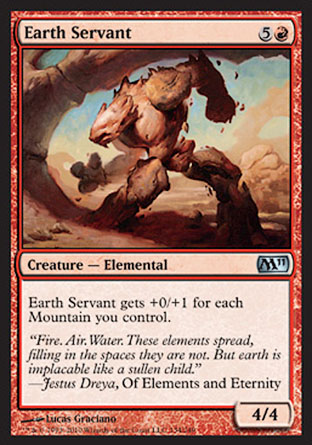 Earth Servant 5
Creature — Elemental M11
Earth Servant gets +0/+1 for each
Mountain you control.
“Fire. Air. Water. These elements spread,
filling in the spaces they are not. But earth is
implacable like a sullen child.”
—Jestus Dreya, Of Elements and Eternity
Lucas Graciano
4/4